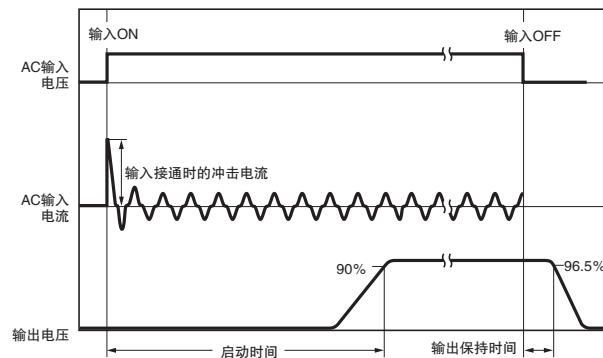 输入ON
输入OFF
AC输入
电压
输入接通时的冲击电流
AC输入
电流
90%
96.5%
输出电压
启动时间
输出保持时间